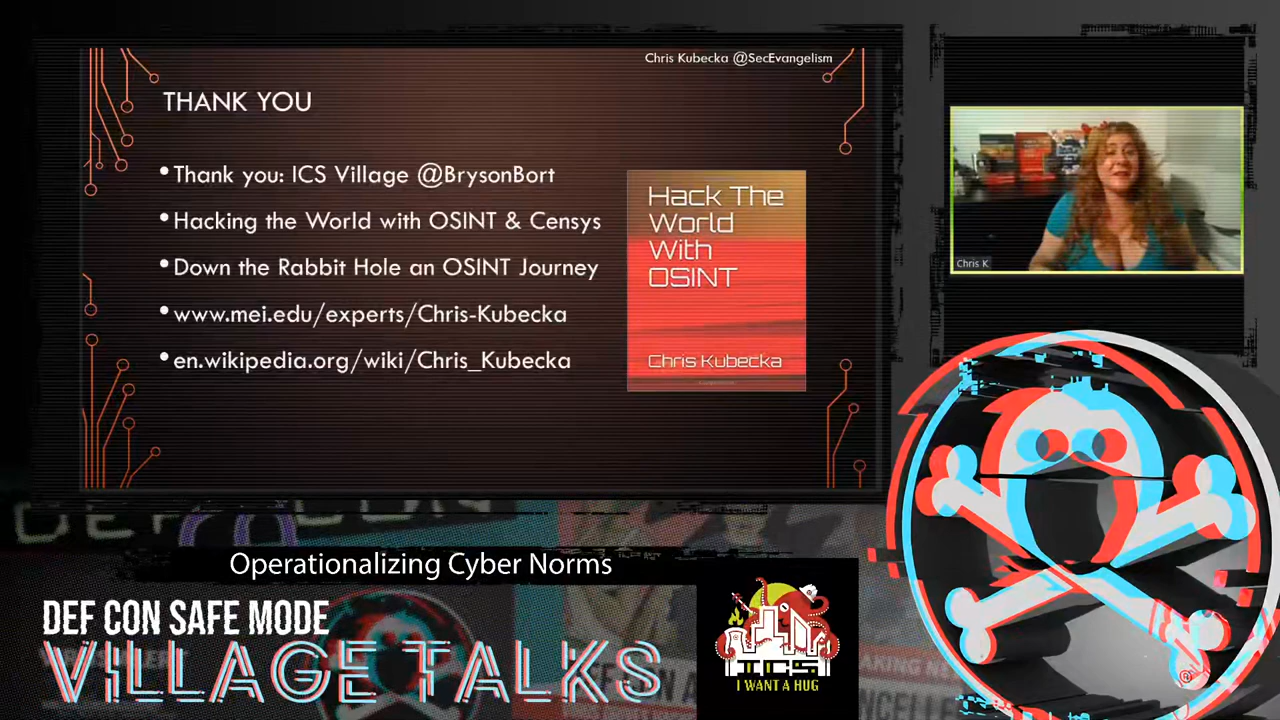 Chris Kubecka @SecEvangelism
THANK YOU
• Thank you: ICS Village @BrysonBort
• Hacking the World with OSINT & Censys
• Down the Rabbit Hole an OSINT Journey
• www.mei.edu/experts/Chris-Kubecka
• en.wikipedia.org/wiki/Chris_Kubecka
Hack The
World
With
OSINT
Chris Kubecka
Chris K
Operationalizing Cyber Norms
DEF CON SAFE MODE
VILLAGE TALKS
ICS
I WANT A HUG